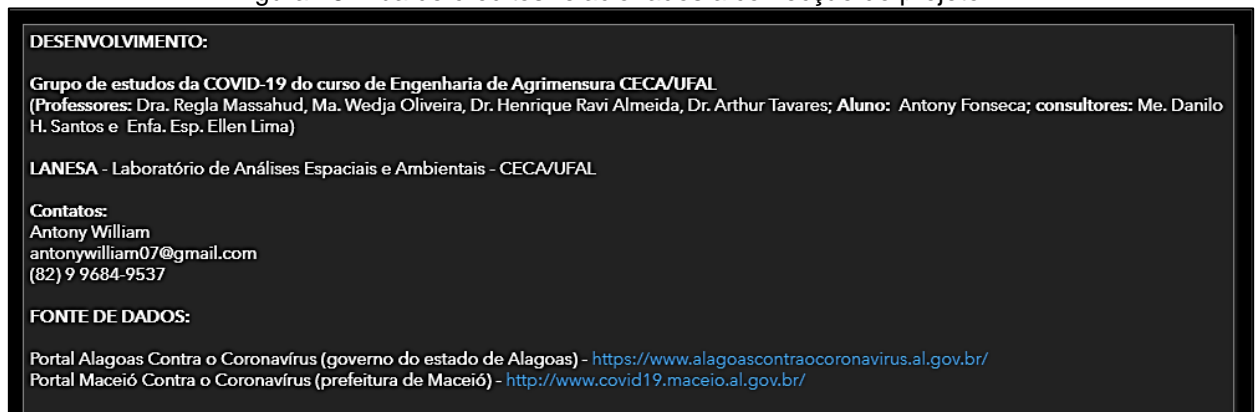 DESENVOLVIMENTO:
Grupo de estudos da COVID-19 do curso de Engenharia de Agrimensura CECA/UFAL
(Professores: Dra. Regla Massahud, Ma. Wedja Oliveira, Dr. Henrique Ravi Almeida, Dr. Arthur Tavares; Aluno: Antony Fonseca; consultores: Me. Danilo
H. Santos e Enfa. Esp. Ellen Lima)
LANESA - Laboratório de Análises Espaciais e Ambientais - CECA/UFAL
Contatos:
Antony William
antonywilliam07@gmail.com
(82) 9 9684-9537
FONTE DE DADOS:
Portal Alagoas Contra o Coronavírus (governo do estado de Alagoas) - https://www.alagoascontraocoronavirus.al.gov.br/
Portal Maceió Contra o Coronavírus (prefeitura de Maceió) - http://www.covid19.maceio.al.gov.br/